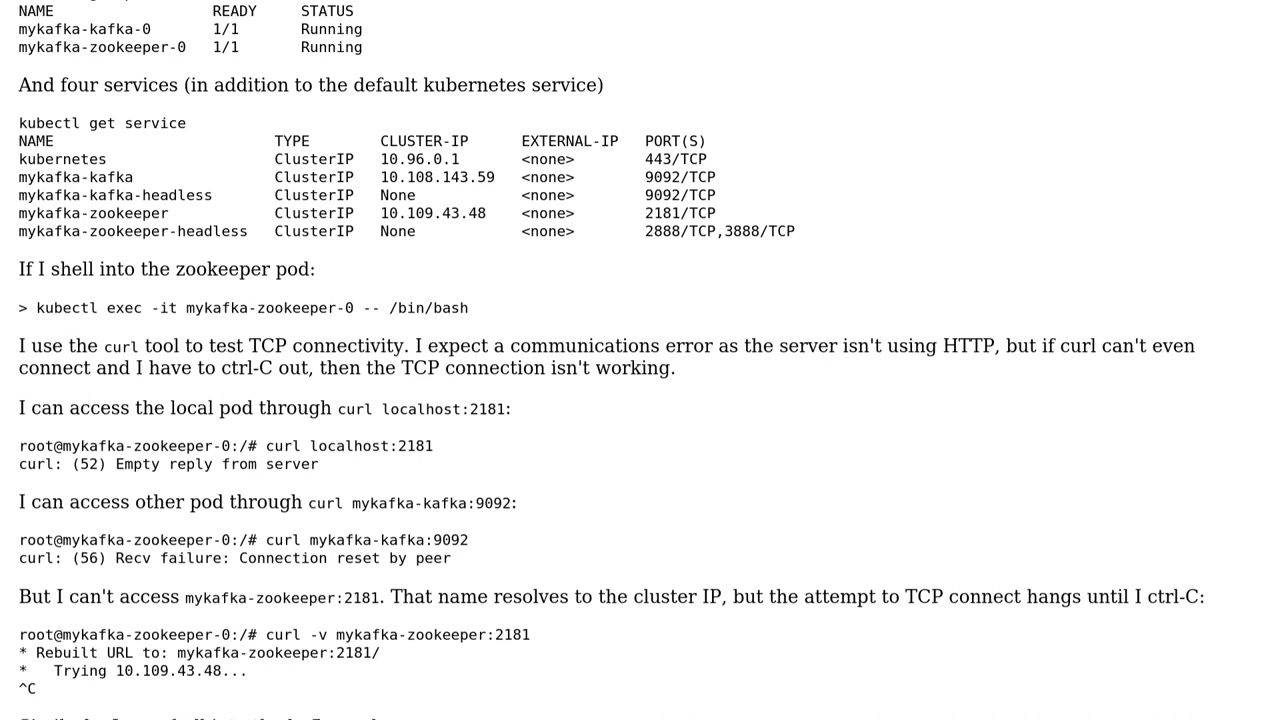 NAME                  READY     STATUS
mykafka-kafka-0       1/1       Running
mykafka-zookeeper-0   1/1       Running
And four services (in addition to the default kubernetes service)
kubectl get service
NAME                         TYPE        CLUSTER-IP      EXTERNAL-IP   PORT(S)
kubernetes                   ClusterIP   10.96.0.1       <none>        443/TCP
mykafka-kafka                ClusterIP   10.108.143.59   <none>        9092/TCP
mykafka-kafka-headless       ClusterIP   None            <none>        9092/TCP
mykafka-zookeeper            ClusterIP   10.109.43.48    <none>        2181/TCP
mykafka-zookeeper-headless   ClusterIP   None            <none>        2888/TCP,3888/TCP
If I shell into the zookeeper pod:
> kubectl exec -it mykafka-zookeeper-0 -- /bin/bash
I use the curl tool to test TCP connectivity. I expect a communications error as the server isn't using HTTP, but if curl can't even
connect and I have to ctrl-C out, then the TCP connection isn't working.
I can access the local pod through curl localhost:2181:
root@mykafka-zookeeper-0:/# curl localhost:2181
curl: (52) Empty reply from server
I can access other pod through curl mykafka-kafka:9092:
root@mykafka-zookeeper-0:/# curl mykafka-kafka:9092
curl: (56) Recv failure: Connection reset by peer
But I can't access mykafka-zookeeper:2181. That name resolves to the cluster IP, but the attempt to TCP connect hangs until I ctrl-C:
root@mykafka-zookeeper-0:/# curl -v mykafka-zookeeper:2181
* Rebuilt URL to: mykafka-zookeeper:2181/
*   Trying 10.109.43.48...
^C